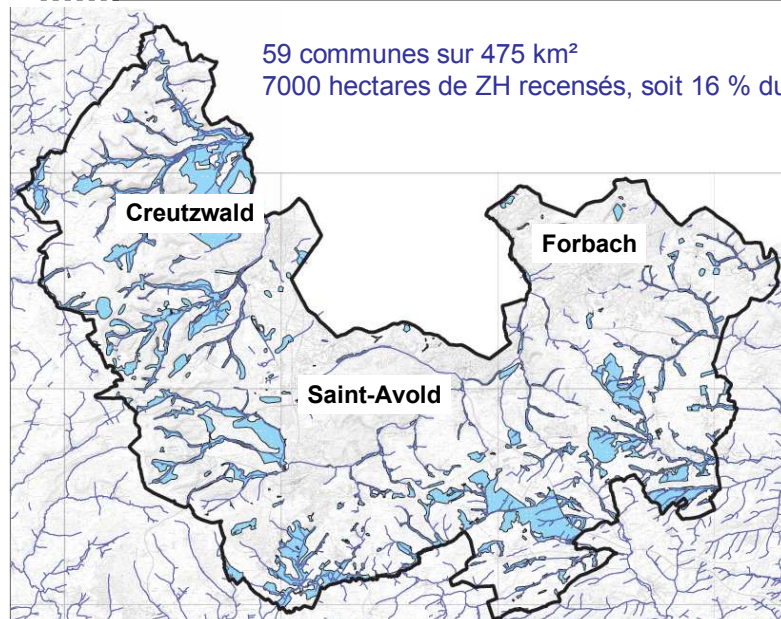 59 communes sur 475 km²
7000 hectares de ZH recensés, soit 16 % du
Creutzwald
Forbach
Saint-Avold